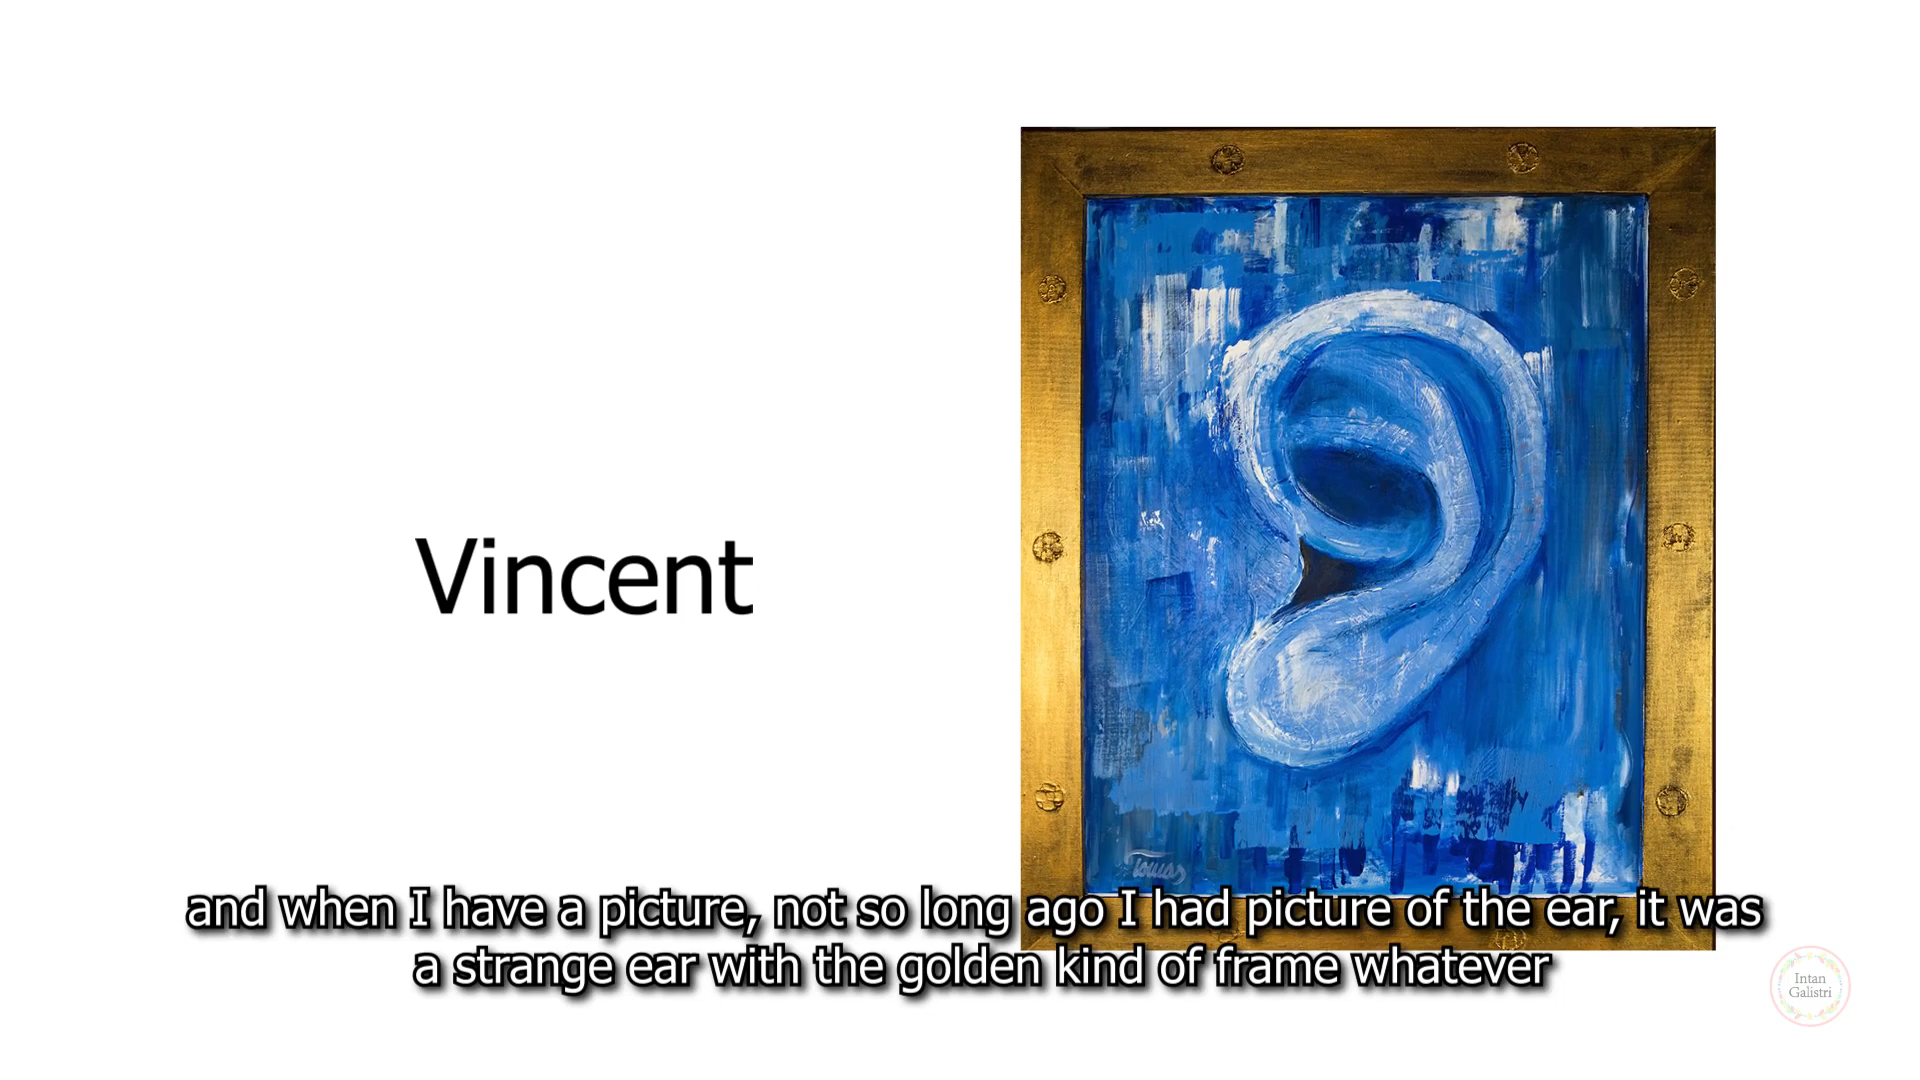 Vincent
Tomas
and when I have a picture, not so long ago I had picture of the ear, it was
a strange ear with the golden kind of frame whatever
Intan
Galistri